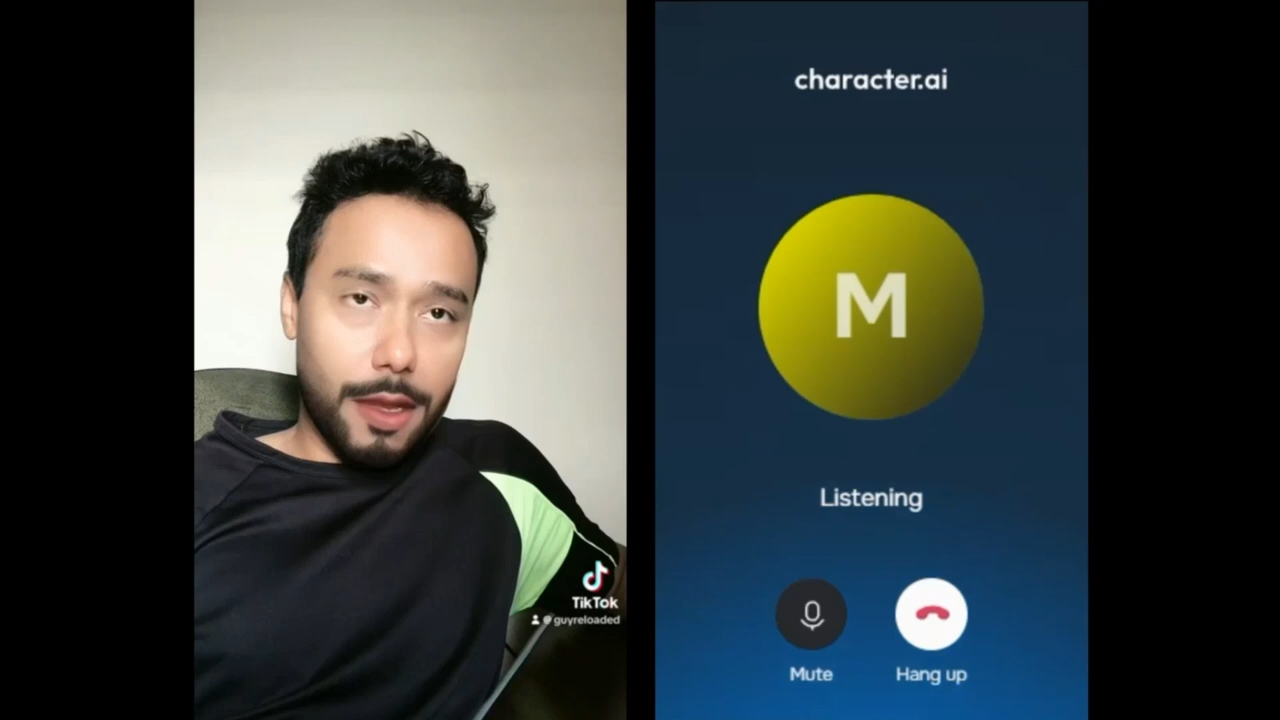 TikTok
@guyreloaded
character.ai
M
Listening
Mute
Hang up